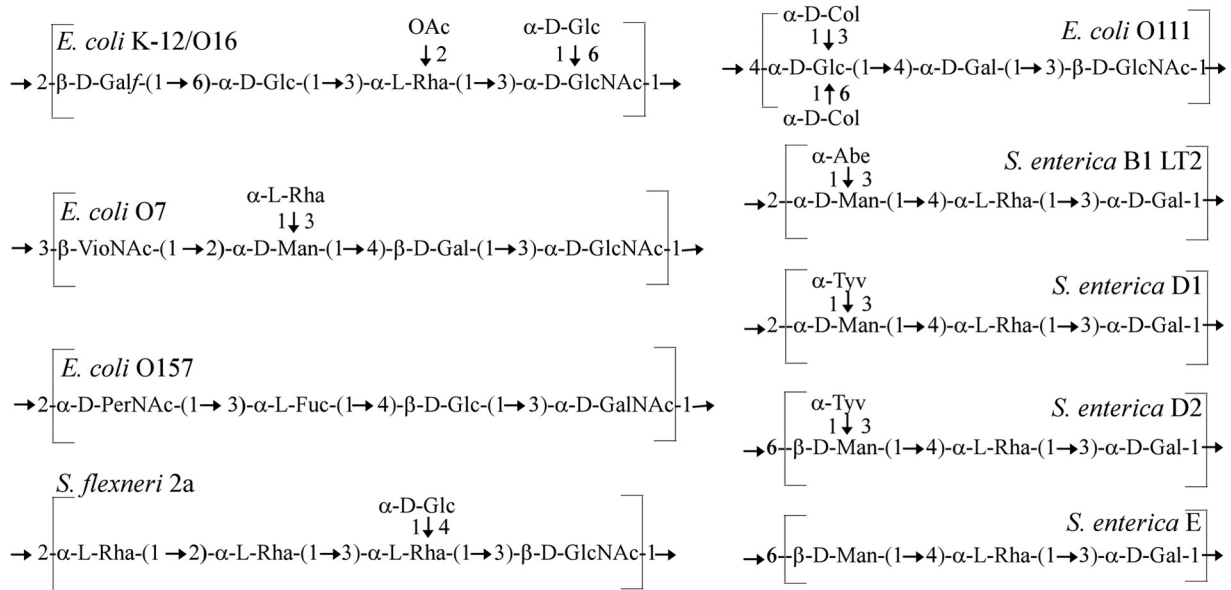 E. coli K-12/O16
OAc
α-D-Glc
↓2
1↓ 6
→ 2-β-D-Galf-(1→ 6)-α-D-Glc-(1→3)-α-L-Rha-(1→3)-α-D-GlcNAc-1→
E. coli O7
α-L-Rha
1↓ 3
→ 3-β-VioNAc-(1→2)-α-D-Man-(1→4)-β-D-Gal-(1→3)-α-D-GlcNAc-1→
E. coli O157
→ 2-α-D-PerNAc-(1→3)-α-L-Fuc-(1→4)-β-D-Glc-(1→3)-α-D-GalNAc-1→
S. flexneri 2a
α-D-Glc
1↓ 4
→ 2-α-L-Rha-(1→2)-α-L-Rha-(1→3)-α-L-Rha-(1→3)-β-D-GlcNAc-1→
α-D-Col
E. coli O111
1↓ 3
→ 4-α-D-Glc-(1→4)-α-D-Gal-(1→3)-β-D-GlcNAc-1→
1↑ 6
α-D-Col
α-Abe
S. enterica B1 LT2
1↓ 3
→2-α-D-Man-(1→4)-α-L-Rha-(1→3)-α-D-Gal-1→
α-Tyv
S. enterica D1
1↓ 3
→2-α-D-Man-(1→4)-α-L-Rha-(1→3)-α-D-Gal-1→
α-Tyv
S. enterica D2
1↓ 3
→6-β-D-Man-(1→4)-α-L-Rha-(1→3)-α-D-Gal-1→
S. enterica E
→6-β-D-Man-(1→4)-α-L-Rha-(1→3)-α-D-Gal-1→